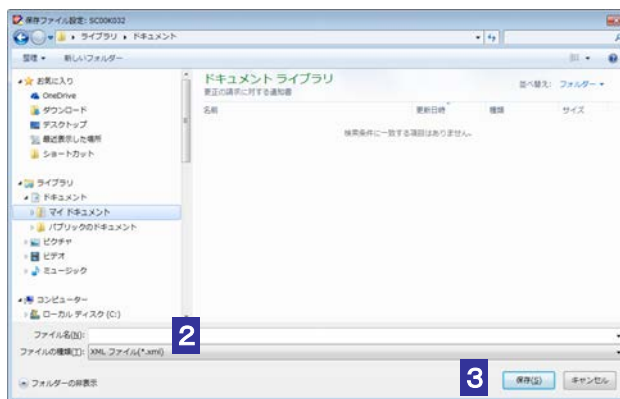 保存ファイル設定: SC00K032
ライブラリ ▸ ドキュメント
整理 新しいフォルダー
お気に入り
OneDrive
ダウンロード
デスクトップ
最近表示した場所
ショートカット
ライブラリ
ドキュメント
マイ ドキュメント
パブリックのドキュメント
ピクチャ
ビデオ
ミュージック
コンピューター
ローカル ディスク (C:)
ドキュメント ライブラリ
更正の請求に対する通知書
並べ替え: フォルダー
名前 更新日時 種類 サイズ
検索条件に一致する項目はありません。
ファイル名(N):
2
ファイルの種類(T): XML ファイル(*.xml)
3
保存(S) キャンセル
フォルダーの非表示